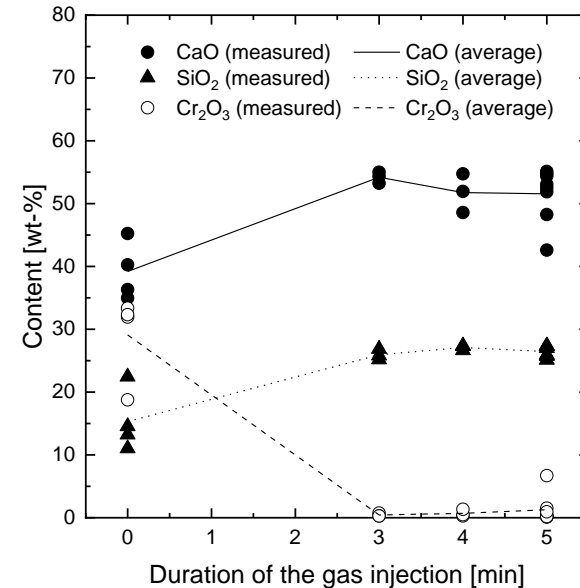 80
70
60
50
40
30
20
10
0
Content [wt-%]
CaO (measured) CaO (average)
SiO₂ (measured) SiO₂ (average)
Cr₂O₃ (measured) Cr₂O₃ (average)
0 1 2 3 4 5
Duration of the gas injection [min]